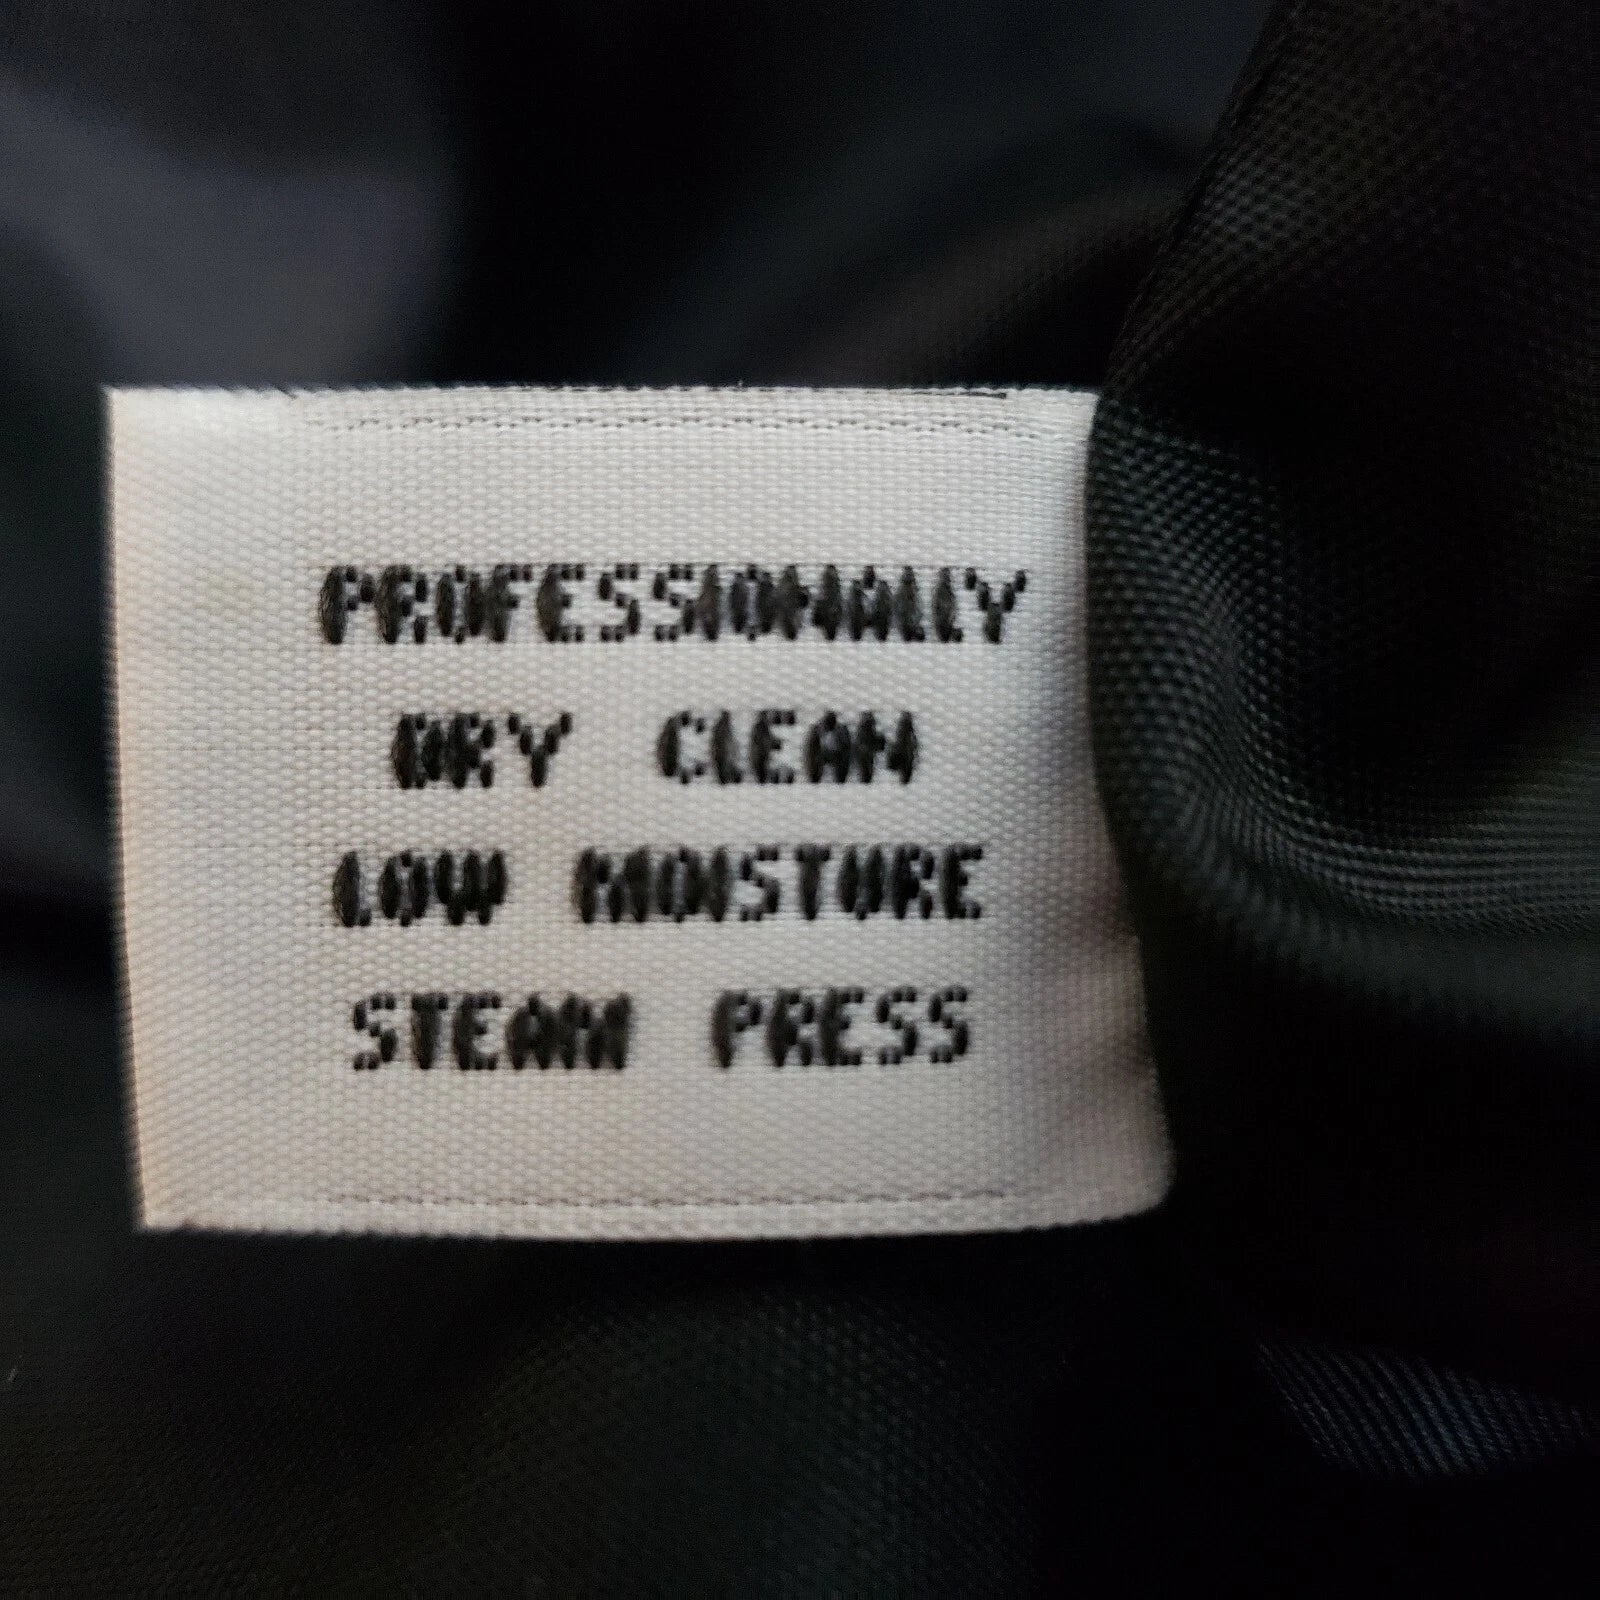 PROFESSIONALLY
DRY CLEAN
LOW MOISTURE
STEAM PRESS